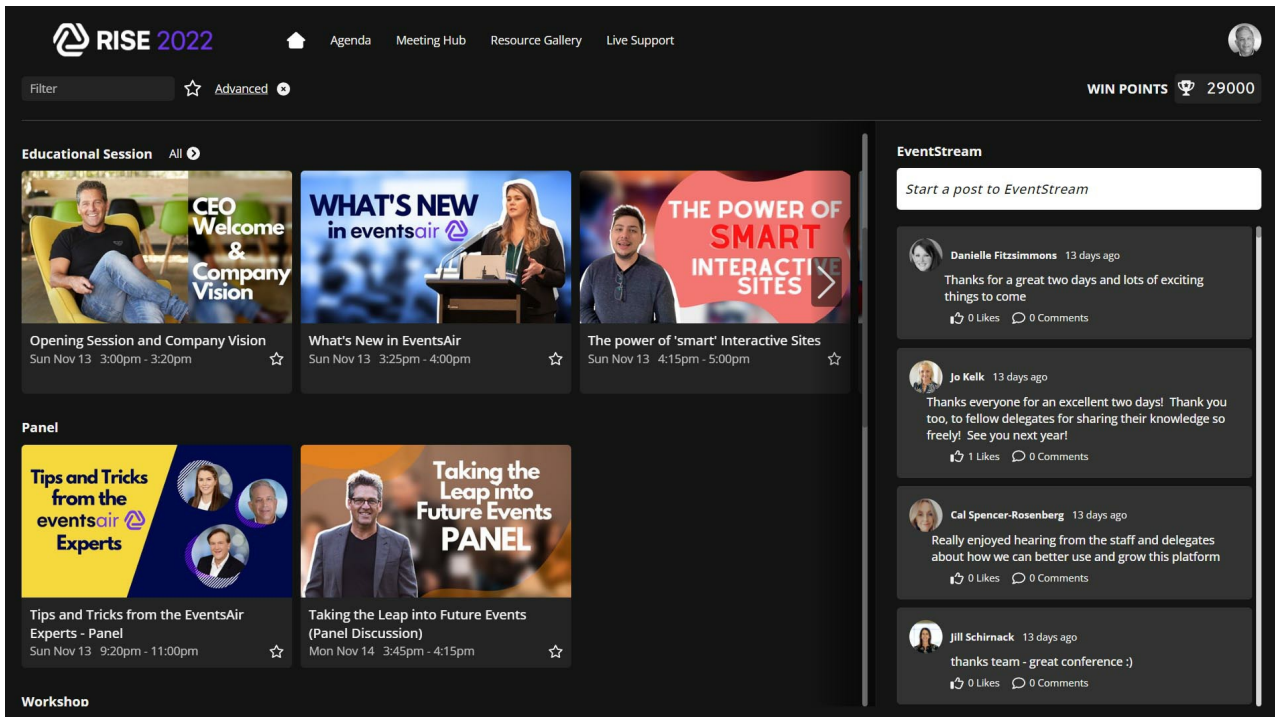 RISE 2022
Agenda
Meeting Hub
Resource Gallery
Live Support
Filter
Advanced
WIN POINTS
29000
Educational Session
All
CEO
Welcome
&
Company
Vision
Opening Session and Company Vision
Sun Nov 13 3:00pm - 3:20pm
WHAT'S NEW
in eventsair
What's New in EventsAir
Sun Nov 13 3:25pm - 4:00pm
THE POWER OF
SMART
INTERACTIVE
SITES
The power of 'smart' Interactive Sites
Sun Nov 13 4:15pm - 5:00pm
Panel
Tips and Tricks
from the
eventsair
Experts
Tips and Tricks from the EventsAir
Experts - Panel
Sun Nov 13 9:20pm - 11:00pm
Taking the
Leap into
Future Events
PANEL
Taking the Leap into Future Events
(Panel Discussion)
Mon Nov 14 3:45pm - 4:15pm
Workshop
EventStream
Start a post to EventStream
Danielle Fitzsimmons 13 days ago
Thanks for a great two days and lots of exciting
things to come
0 Likes 0 Comments
Jo Kelk 13 days ago
Thanks everyone for an excellent two days! Thank you
too, to fellow delegates for sharing their knowledge so
freely! See you next year!
1 Likes 0 Comments
Cal Spencer-Rosenberg 13 days ago
Really enjoyed hearing from the staff and delegates
about how we can better use and grow this platform
0 Likes 0 Comments
Jill Schirnack 13 days ago
thanks team - great conference :)
0 Likes 0 Comments